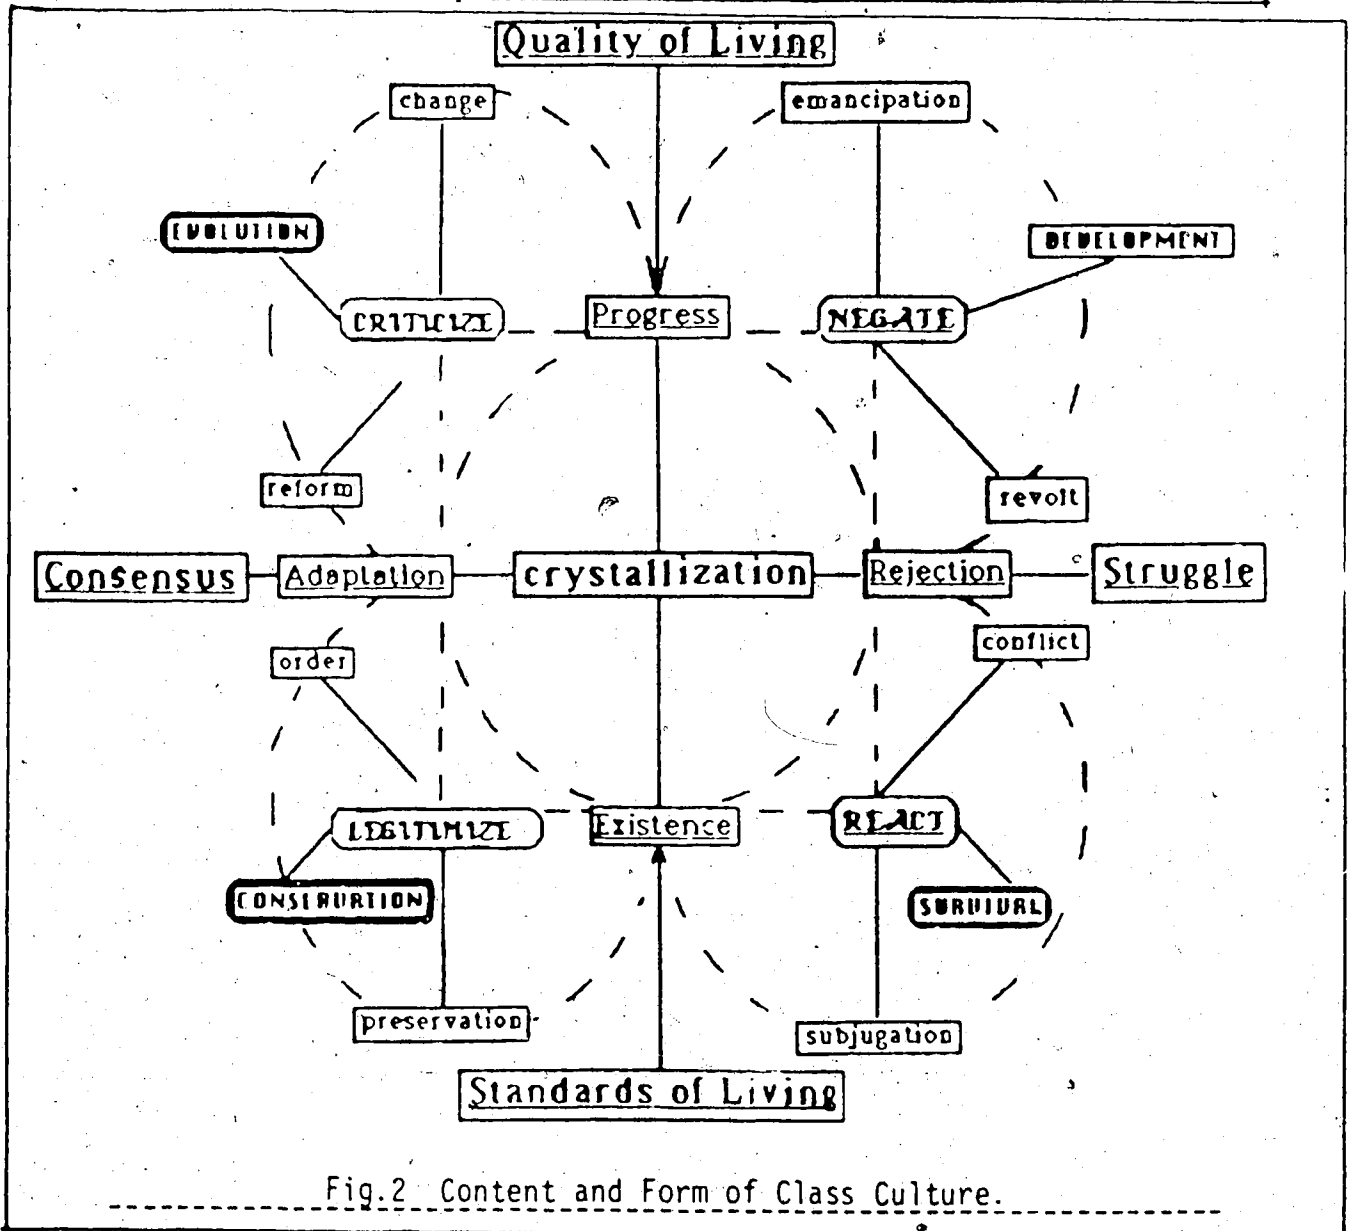 Quality of Living
change
emancipation
EVOLUTION
DEVELOPMENT
CRITICIZE
Progress
NEGATE
reform
revolt
Consensus
Adaptation
crystallization
Rejection
Struggle
order
conflict
LEGITIMIZE
Existence
REACT
CONSERVATION
SURVIVAL
preservation
subjugation
Standards of Living
Fig.2 Content and Form of Class Culture.